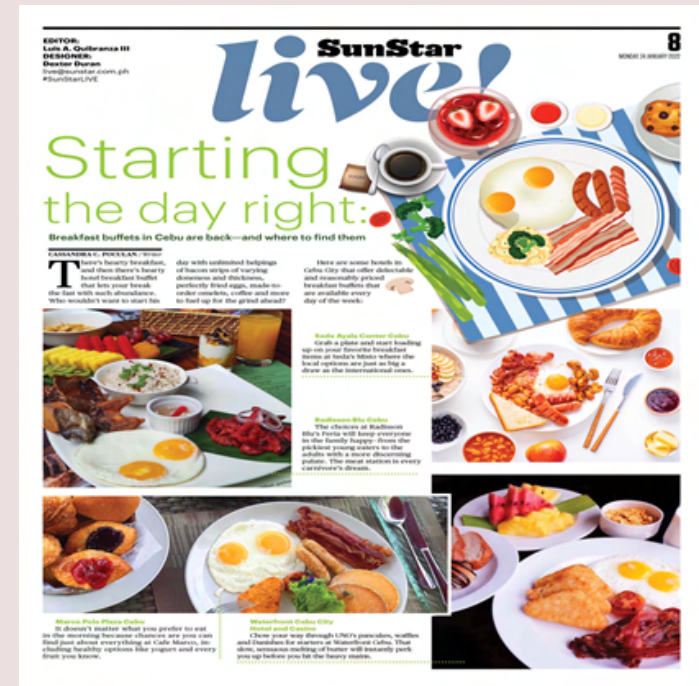 EDITOR:
Luis A. Quibranza III
DESIGNER:
Dexter Duran
live@sunstar.com.ph
#SunStarLIVE
SunStar
live!
8
MONDAY 24 JANUARY 2022
Starting
the day right:
Breakfast buffets in Cebu are back—and where to find them
CASSANDRA C. POCULAN / Writer
There's hearty breakfast,
and then there's hearty
hotel breakfast buffet
that lets your break
the fast with such abundance.
Who wouldn't want to start his
day with unlimited helpings
of bacon strips of varying
doneness and thickness,
perfectly fried eggs, made-to-
order omelets, coffee and more
to fuel up for the grind ahead?
Here are some hotels in
Cebu City that offer delectable
and reasonably priced
breakfast buffets that
are available every
day of the week:
Seda Ayala Center Cebu
Grab a plate and start loading
up on your favorite breakfast
items at Seda's Misto where the
local options are just as big a
draw as the international ones.
Radisson Blu Cebu
The choices at Radisson
Blu's Feria will keep everyone
in the family happy—from the
pickiest young eaters to the
adults with a more discerning
palate. The meat station is every
carnivore's dream.
Marco Polo Plaza Cebu
It doesn't matter what you prefer to eat
in the morning because chances are you can
find just about everything at Cafe Marco, in-
cluding healthy options like yogurt and every
fruit you know.
Waterfront Cebu City
Hotel and Casino
Chow your way through UNO's pancakes, waffles
and Danishes for starters at Waterfront Cebu. That
slow, sensuous melting of butter will instantly perk
you up before you hit the heavy mains.